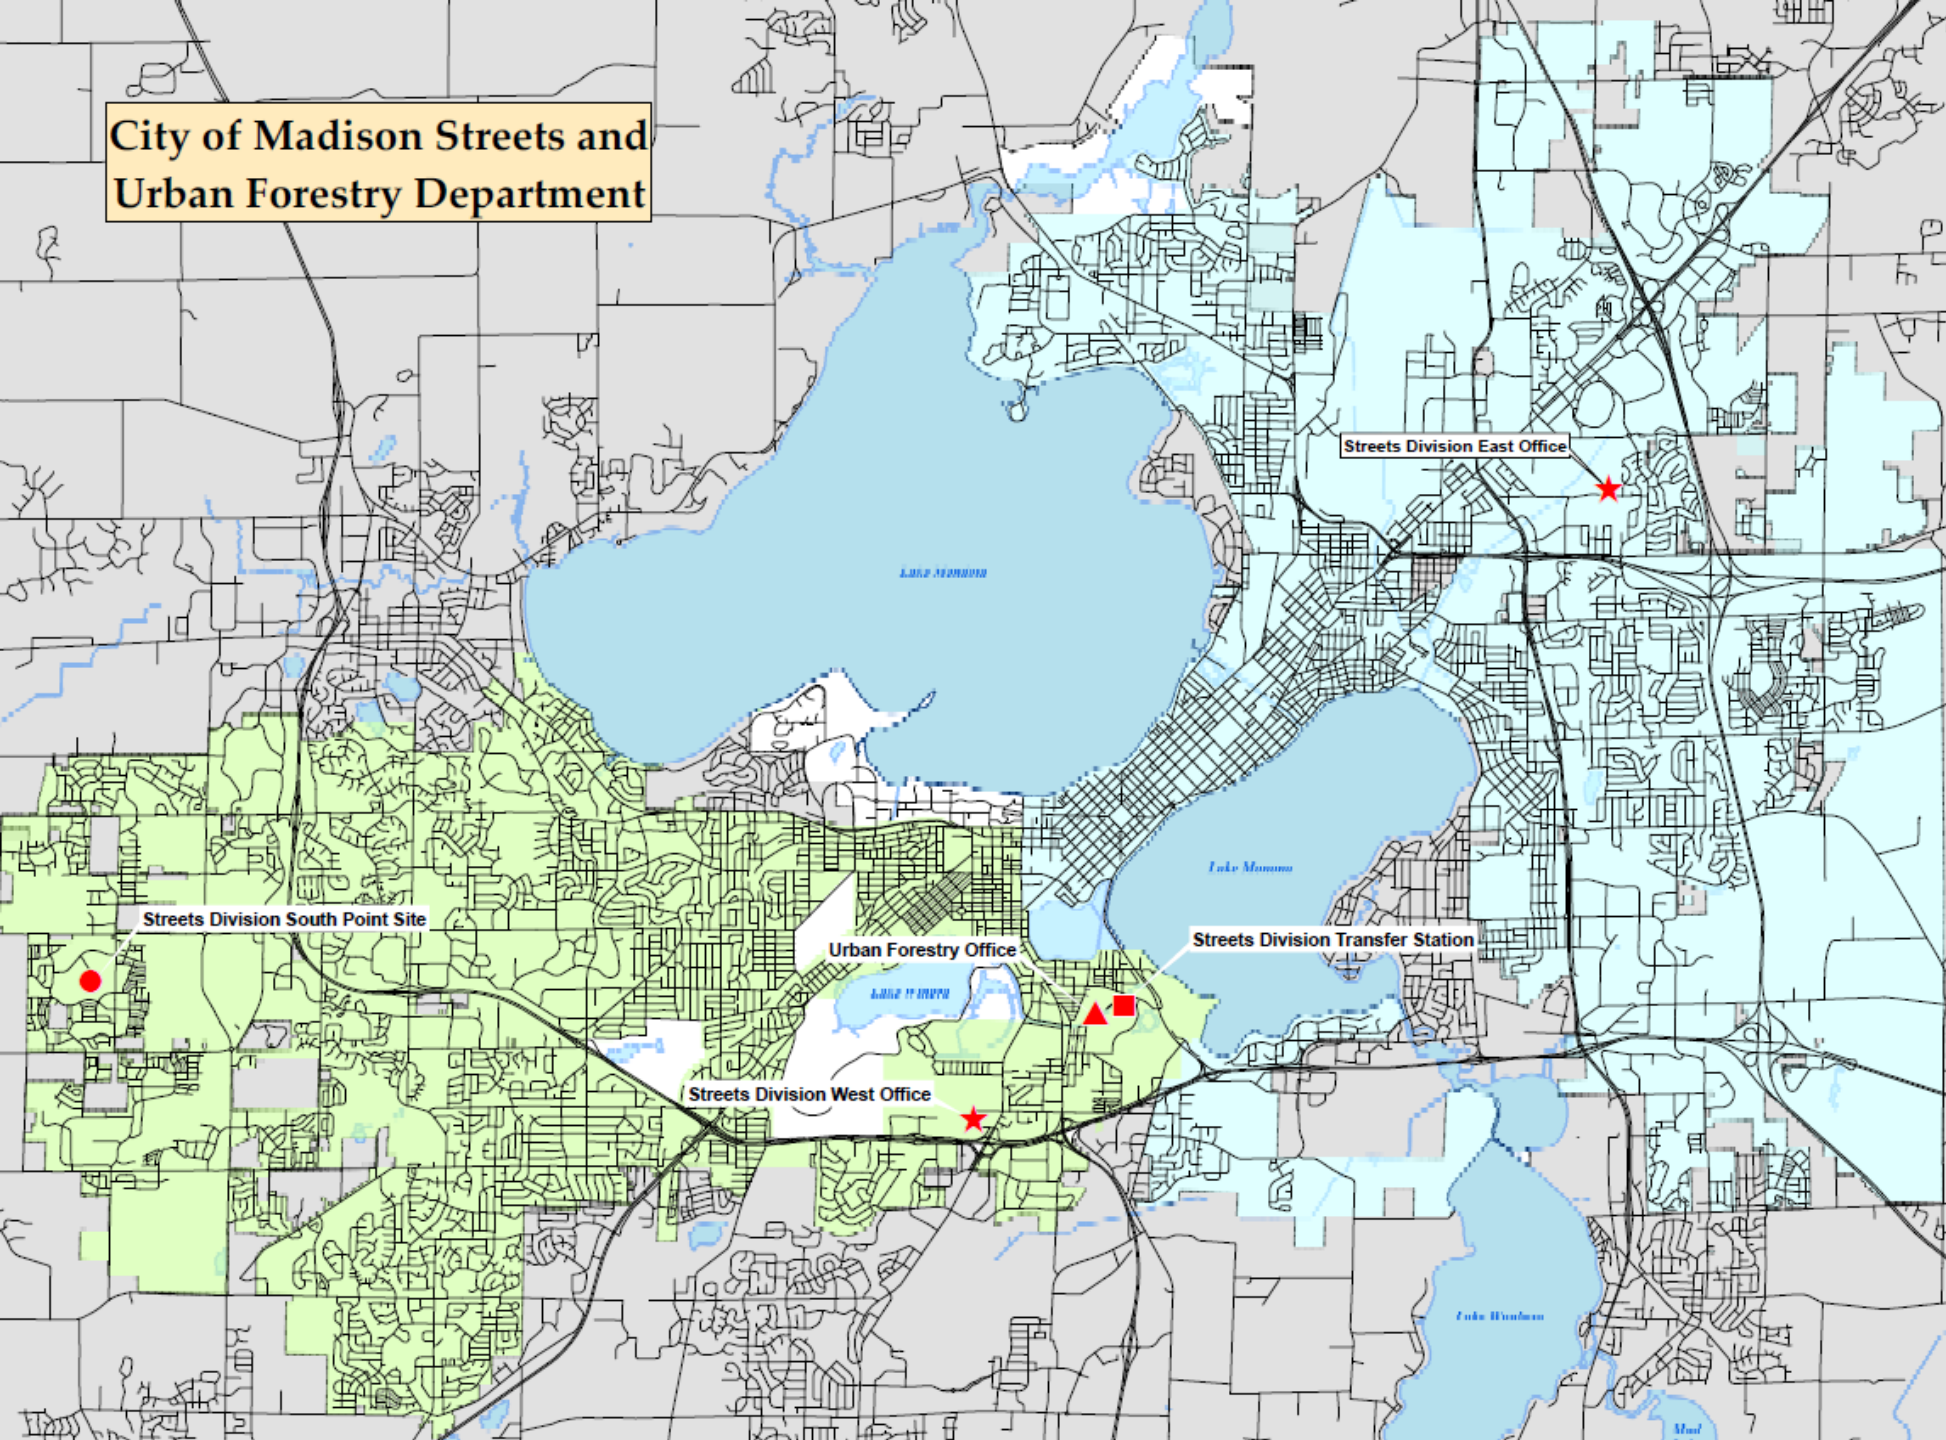 City of Madison Streets and
Urban Forestry Department
Streets Division East Office
Lake Mendota
Lake Monona
Streets Division South Point Site
Urban Forestry Office
Streets Division Transfer Station
Lake Wingra
Streets Division West Office
Lake Waubesa
Mud